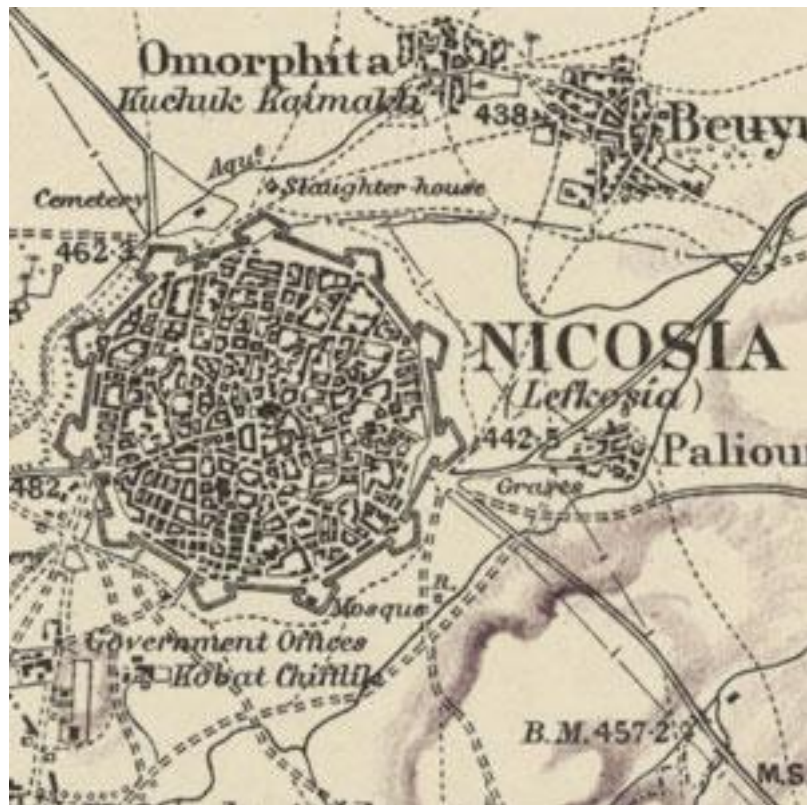 Omorphita
Kuchuk Kaimakli
438
Beuy
Aqut
Slaughter-house
Cemetery
462·3
NICOSIA
(Lefkosia)
442·5
Paliour
482
Graves
Mosque
R.
Government Offices
Kobat Chiftlik
B.M. 457·2
M.S